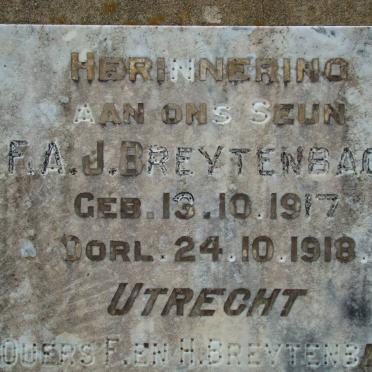 HERINNERING
AAN ONS SEUN
F.A.J. BREYTENBAC
GEB. 13.10.1917
OORL. 24.10.1918.
UTRECHT
OUERS F. EN H. BREYTENBA